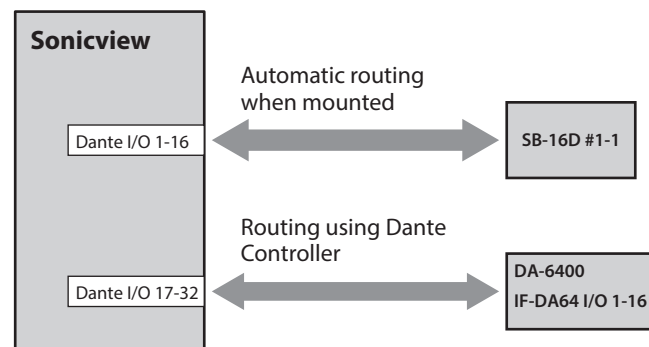 Sonicview
Automatic routing
when mounted
Dante I/O 1-16
SB-16D #1-1
Routing using Dante
Controller
Dante I/O 17-32
DA-6400
IF-DA64 I/O 1-16